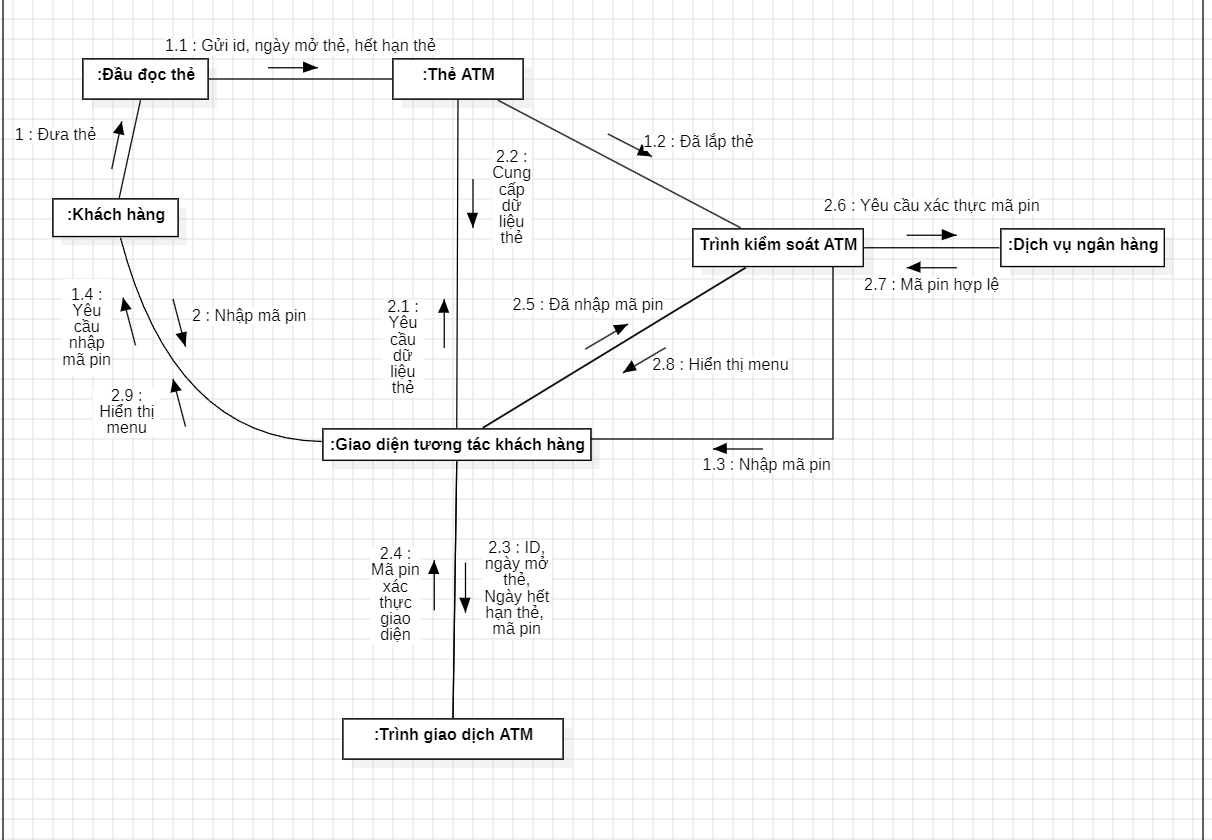 1.1 : Gửi id, ngày mở thẻ, hết hạn thẻ
:Đầu đọc thẻ
:Thẻ ATM
1 : Đưa thẻ
1.2 : Đã lắp thẻ
2.2 :
Cung
cấp
dữ
liệu
thẻ
:Khách hàng
2.6 : Yêu cầu xác thực mã pin
Trình kiểm soát ATM
:Dịch vụ ngân hàng
2.7 : Mã pin hợp lệ
1.4 :
Yêu
cầu
nhập
mã pin
2 : Nhập mã pin
2.1 :
Yêu
cầu
dữ
liệu
thẻ
2.5 : Đã nhập mã pin
2.8 : Hiển thị menu
2.9 :
Hiển thị
menu
:Giao diện tương tác khách hàng
1.3 : Nhập mã pin
2.4 :
Mã pin
xác
thực
giao
diện
2.3 : ID,
ngày mở
thẻ,
Ngày hết
hạn thẻ,
mã pin
:Trình giao dịch ATM